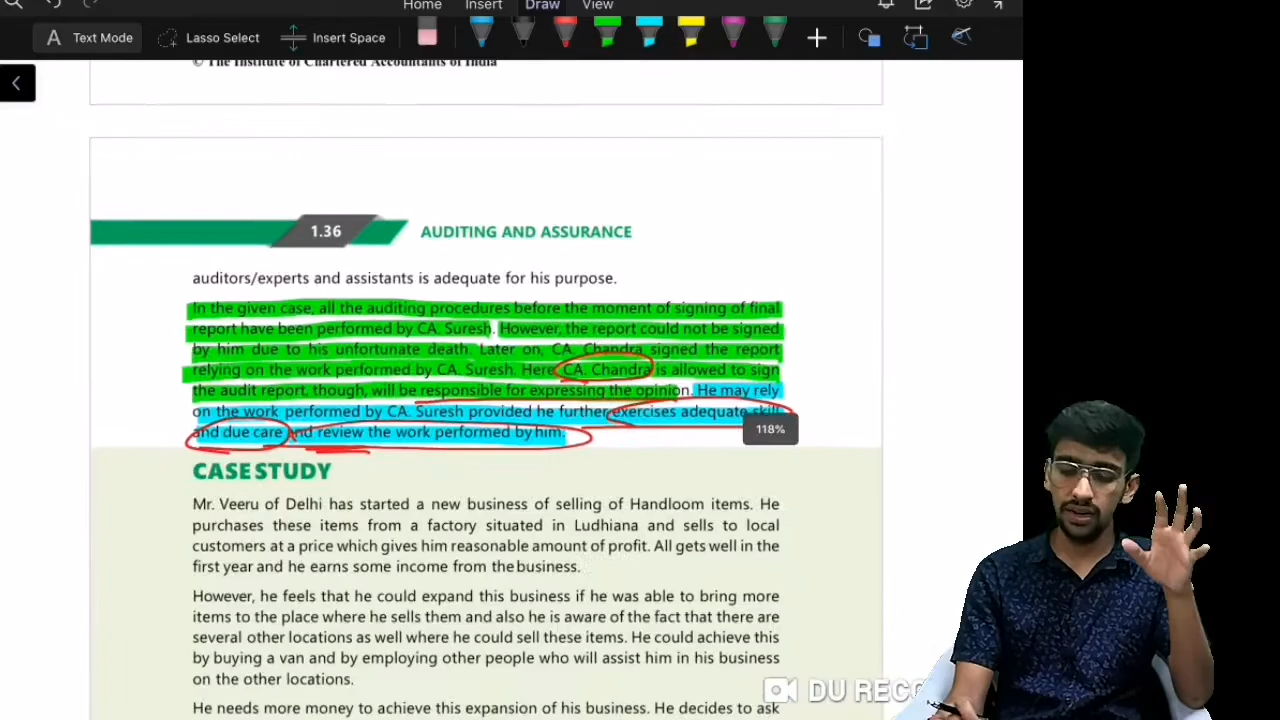 Home Insert Draw View
A Text Mode Lasso Select Insert Space
© The Institute of Chartered Accountants of India
1.36 AUDITING AND ASSURANCE
auditors/experts and assistants is adequate for his purpose.
In the given case, all the auditing procedures before the moment of signing of final
report have been performed by CA. Suresh. However, the report could not be signed
by him due to his unfortunate death. Later on, CA. Chandra signed the report
relying on the work performed by CA. Suresh. Here, CA. Chandra is allowed to sign
the audit report, though, will be responsible for expressing the opinion. He may rely
on the work performed by CA. Suresh provided he further exercises adequate skill
and due care and review the work performed by him.
118%
CASE STUDY
Mr. Veeru of Delhi has started a new business of selling of Handloom items. He
purchases these items from a factory situated in Ludhiana and sells to local
customers at a price which gives him reasonable amount of profit. All gets well in the
first year and he earns some income from the business.
However, he feels that he could expand this business if he was able to bring more
items to the place where he sells them and also he is aware of the fact that there are
several other locations as well where he could sell these items. He could achieve this
by buying a van and by employing other people who will assist him in his business
on the other locations.
He needs more money to achieve this expansion of his business. He decides to ask
DU REC